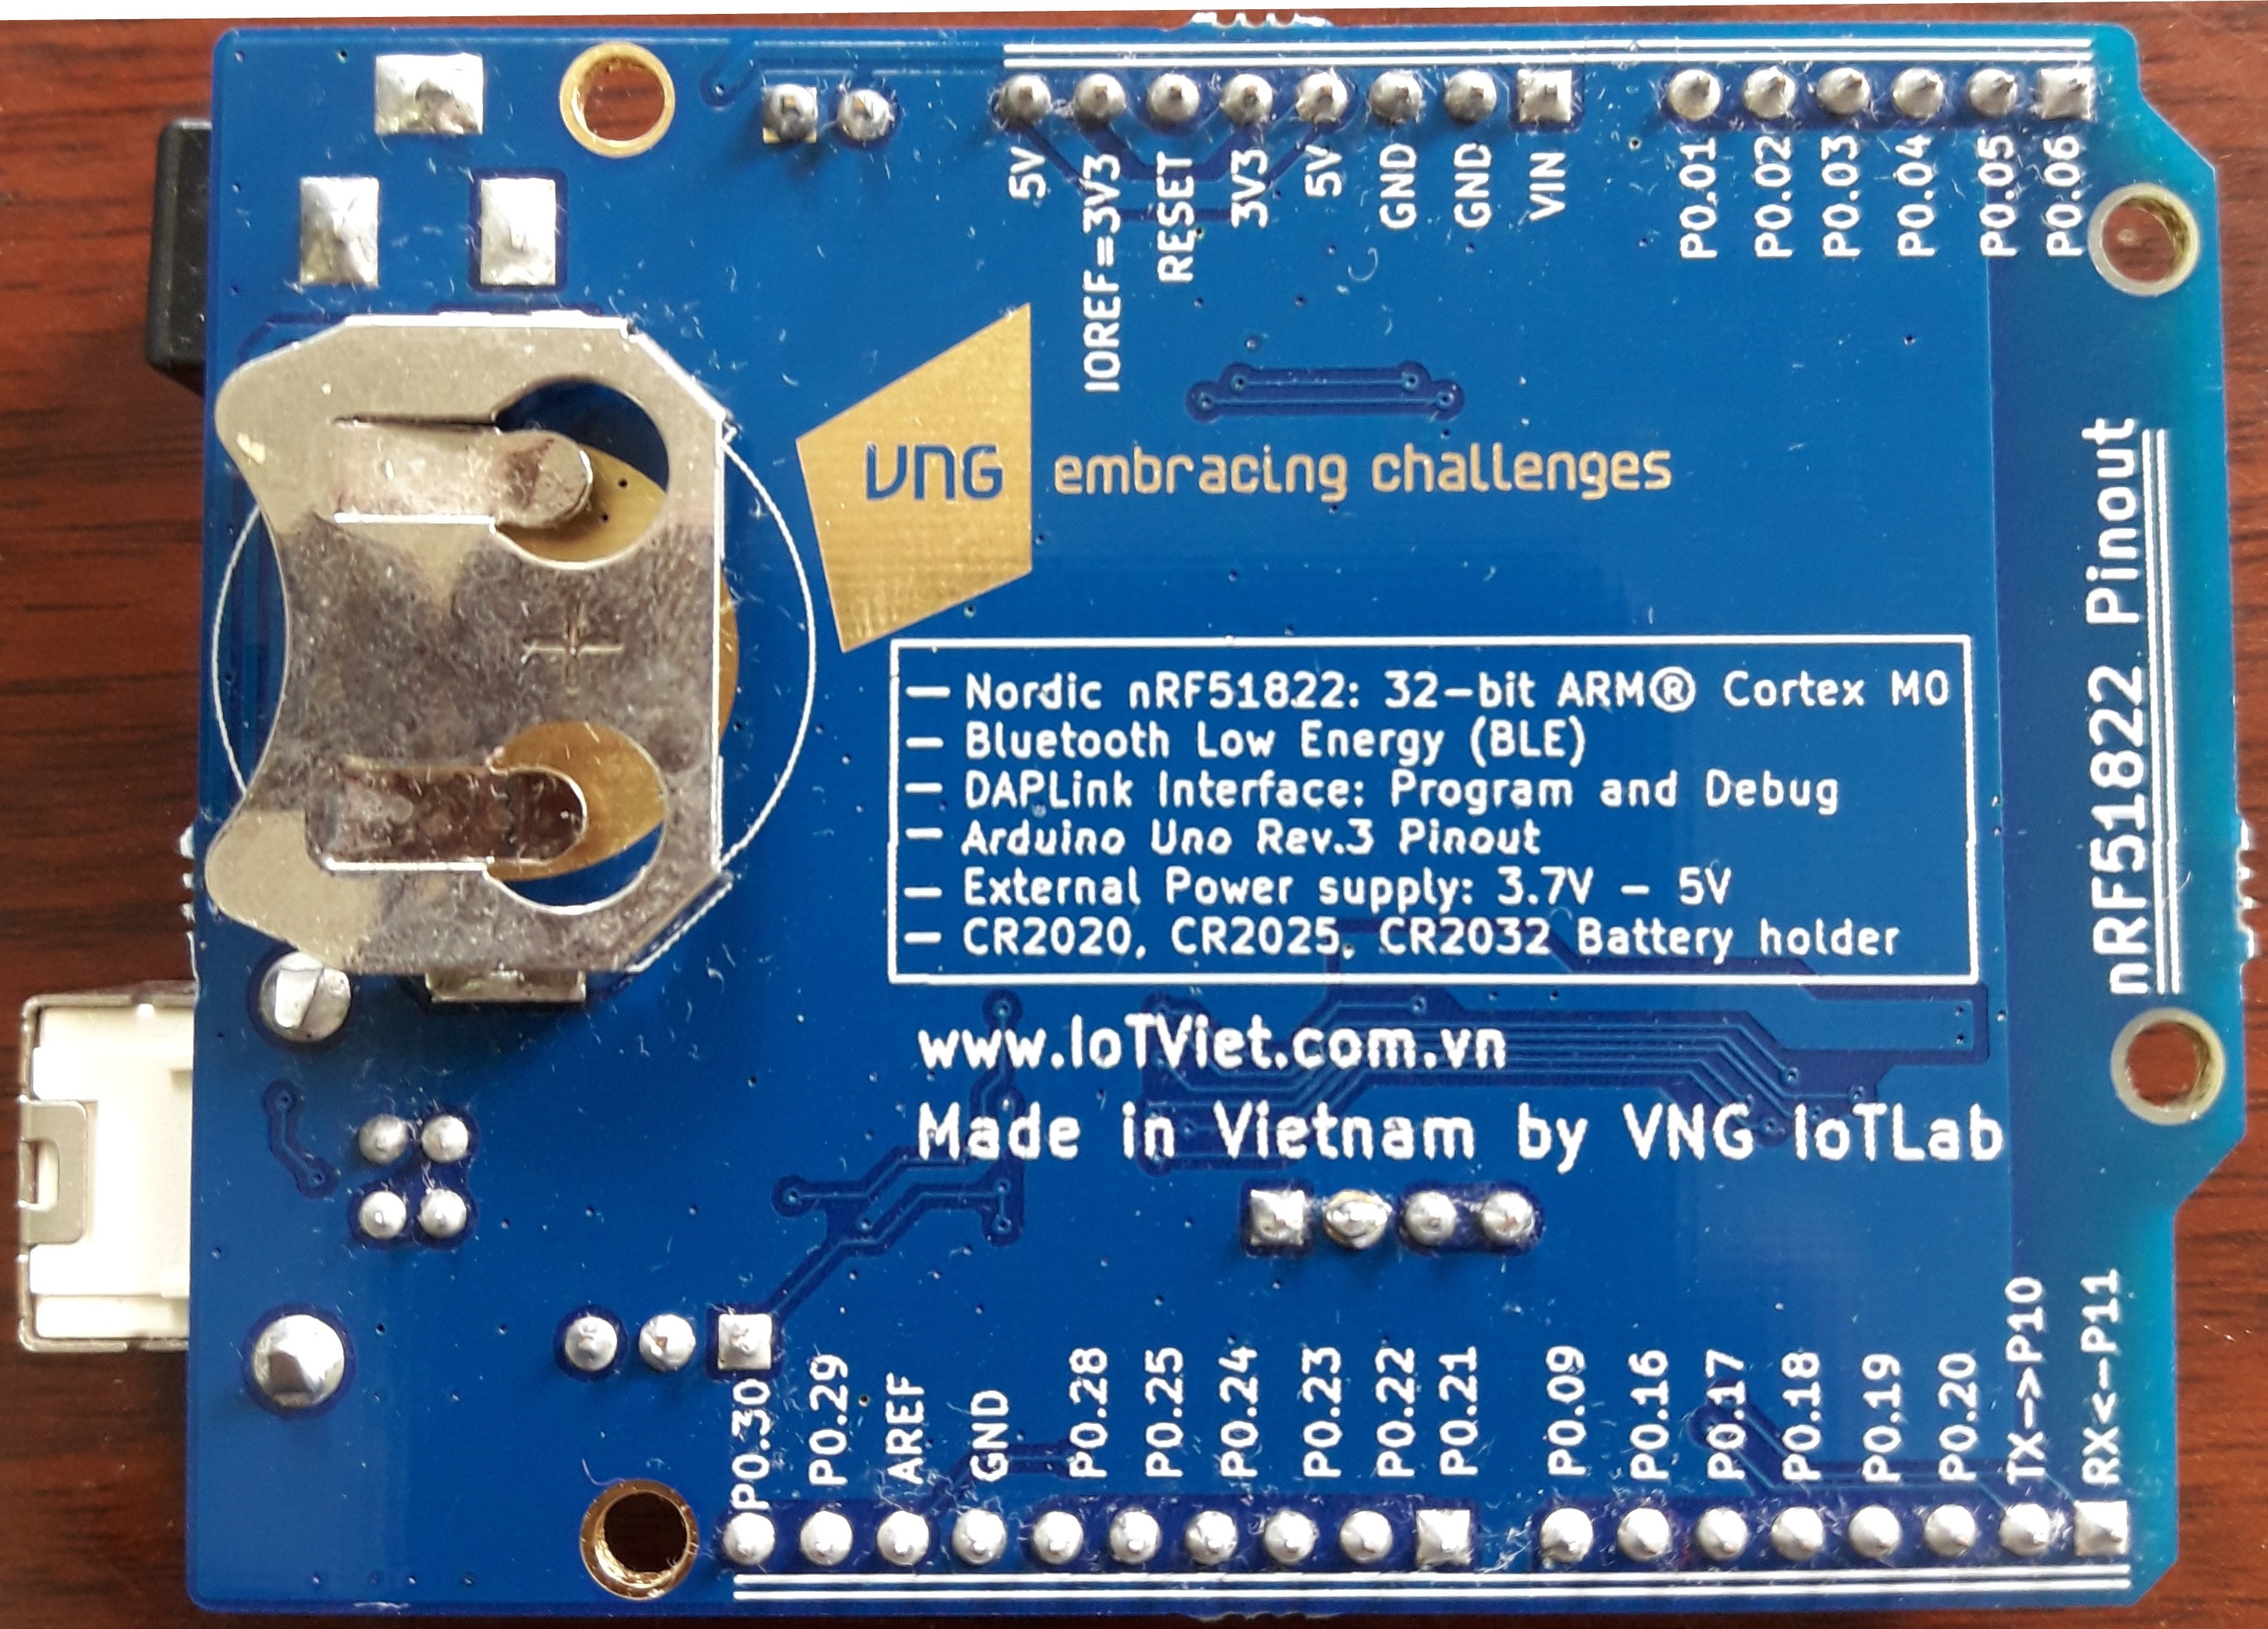 5V
IOREF=3V3
RESET
3V3
5V
GND
GND
VIN
P0.01
P0.02
P0.03
P0.04
P0.05
P0.06
VNG embracing challenges
+
nRF51822 Pinout
— Nordic nRF51822: 32-bit ARM® Cortex M0
— Bluetooth Low Energy (BLE)
— DAPLink Interface: Program and Debug
— Arduino Uno Rev.3 Pinout
— External Power supply: 3.7V - 5V
— CR2020, CR2025, CR2032 Battery holder
www.IoTViet.com.vn
Made in Vietnam by VNG IoTLab
P0.30
P0.29
AREF
GND
P0.28
P0.25
P0.24
P0.23
P0.22
P0.21
P0.09
P0.16
P0.17
P0.18
P0.19
P0.20
TX->P10
RX<-P11